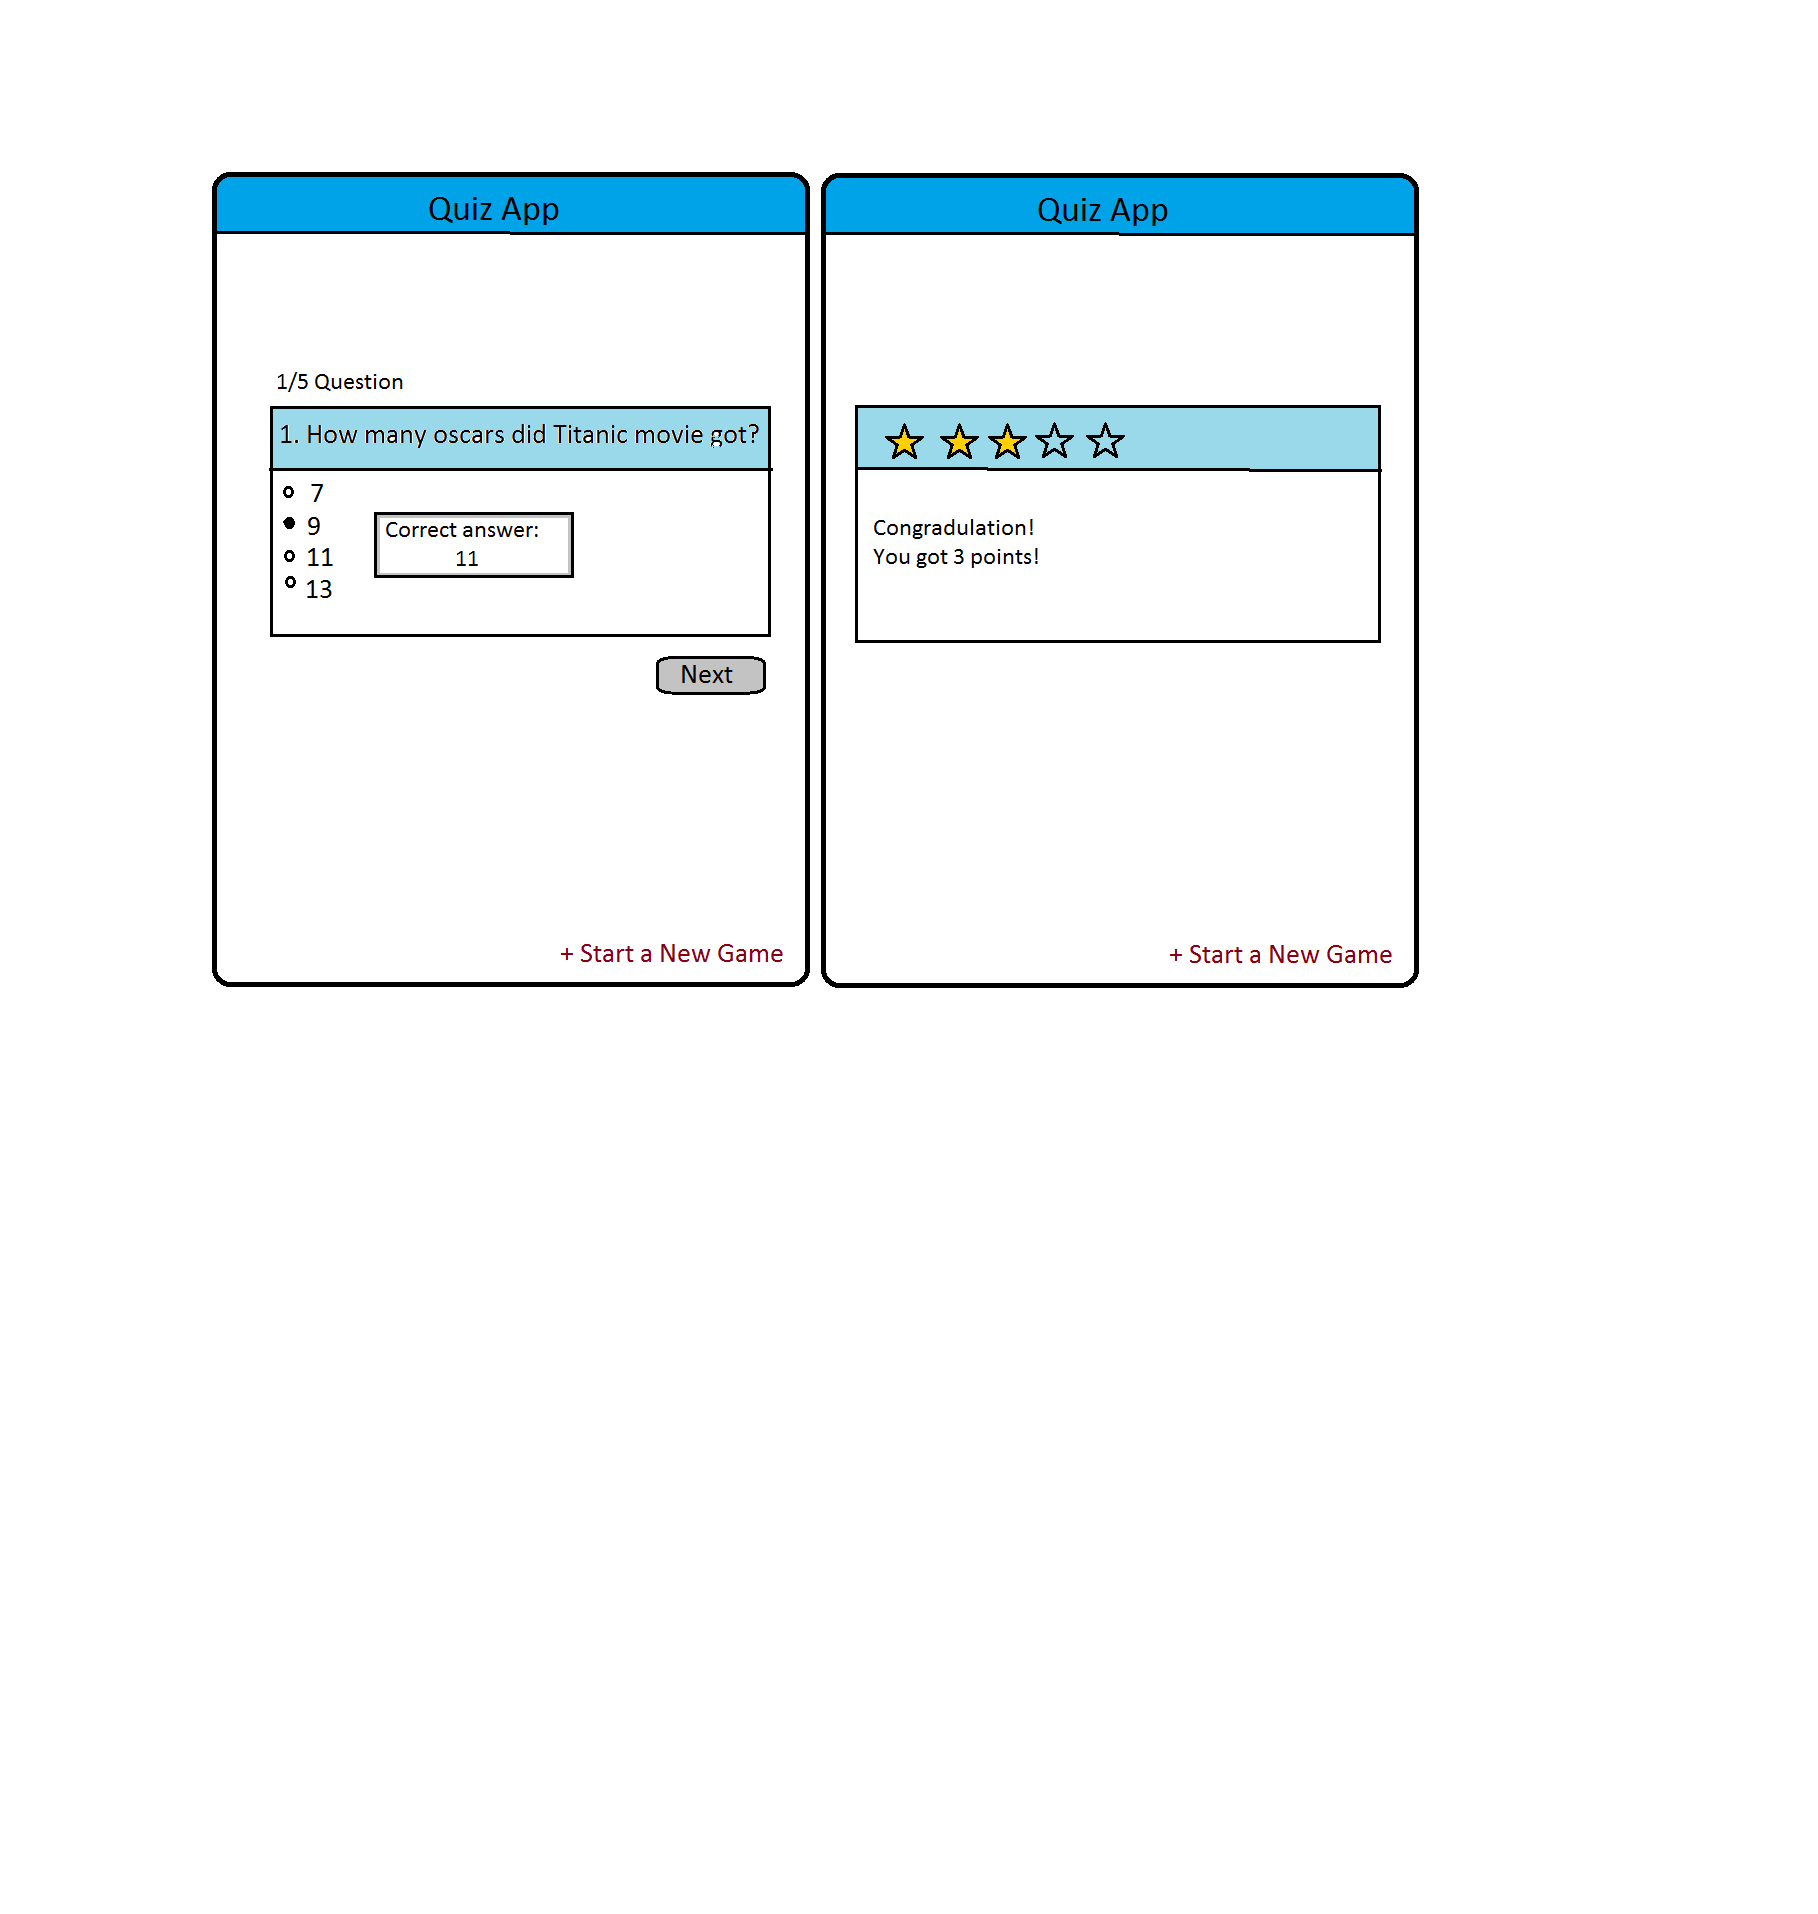 Quiz App
1/5 Question
1. How many oscars did Titanic movie got?
7
9
11
13
Correct answer:
11
Next
+ Start a New Game
Quiz App
Congradulation!
You got 3 points!
+ Start a New Game